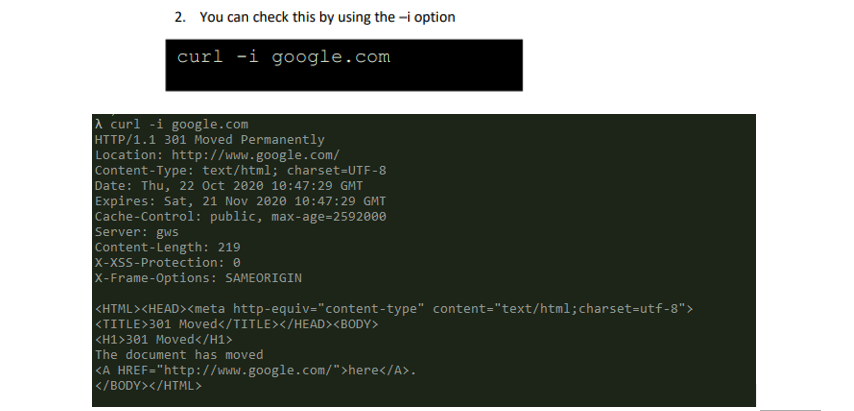 2. You can check this by using the –i option
curl -i google.com
λ curl -i google.com
HTTP/1.1 301 Moved Permanently
Location: http://www.google.com/
Content-Type: text/html; charset=UTF-8
Date: Thu, 22 Oct 2020 10:47:29 GMT
Expires: Sat, 21 Nov 2020 10:47:29 GMT
Cache-Control: public, max-age=2592000
Server: gws
Content-Length: 219
X-XSS-Protection: 0
X-Frame-Options: SAMEORIGIN
<HTML><HEAD><meta http-equiv="content-type" content="text/html;charset=utf-8">
<TITLE>301 Moved</TITLE></HEAD><BODY>
<H1>301 Moved</H1>
The document has moved
<A HREF="http://www.google.com/">here</A>.
</BODY></HTML>